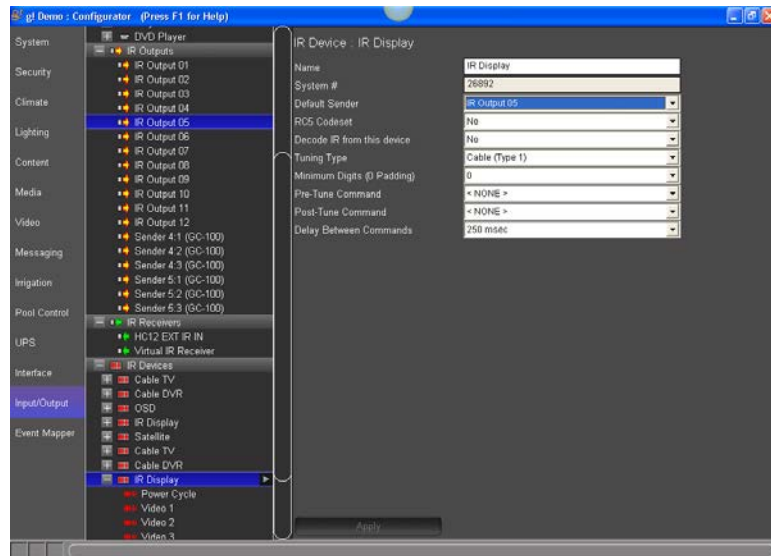 g! Demo : Configurator (Press F1 for Help)
System
Security
Climate
Lighting
Content
Media
Video
Messaging
Irrigation
Pool Control
UPS
Interface
Input/Output
Event Mapper
DVD Player
IR Outputs
IR Output 01
IR Output 02
IR Output 03
IR Output 04
IR Output 05
IR Output 06
IR Output 07
IR Output 08
IR Output 09
IR Output 10
IR Output 11
IR Output 12
Sender 4:1 (GC-100)
Sender 4:2 (GC-100)
Sender 4:3 (GC-100)
Sender 5:1 (GC-100)
Sender 5:2 (GC-100)
Sender 5:3 (GC-100)
IR Receivers
HC12 EXT IR IN
Virtual IR Receiver
IR Devices
Cable TV
Cable DVR
OSD
IR Display
Satellite
Cable TV
Cable DVR
IR Display
Power Cycle
Video 1
Video 2
Video 3
IR Device : IR Display
Name IR Display
System # 26892
Default Sender IR Output 05
RC5 Codeset No
Decode IR from this device No
Tuning Type Cable (Type 1)
Minimum Digits (0 Padding) 0
Pre-Tune Command < NONE >
Post-Tune Command < NONE >
Delay Between Commands 250 msec
Apply